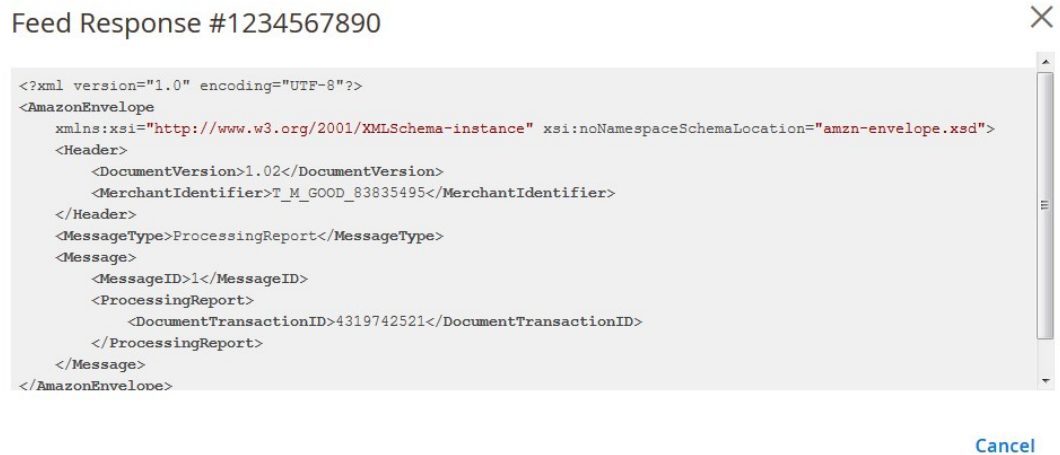 Feed Response #1234567890
<?xml version="1.0" encoding="UTF-8"?>
<AmazonEnvelope
    xmlns:xsi="http://www.w3.org/2001/XMLSchema-instance" xsi:noNamespaceSchemaLocation="amzn-envelope.xsd">
    <Header>
        <DocumentVersion>1.02</DocumentVersion>
        <MerchantIdentifier>T_M_GOOD_83835495</MerchantIdentifier>
    </Header>
    <MessageType>ProcessingReport</MessageType>
    <Message>
        <MessageID>1</MessageID>
        <ProcessingReport>
            <DocumentTransactionID>4319742521</DocumentTransactionID>
        </ProcessingReport>
    </Message>
</AmazonEnvelope>
Cancel